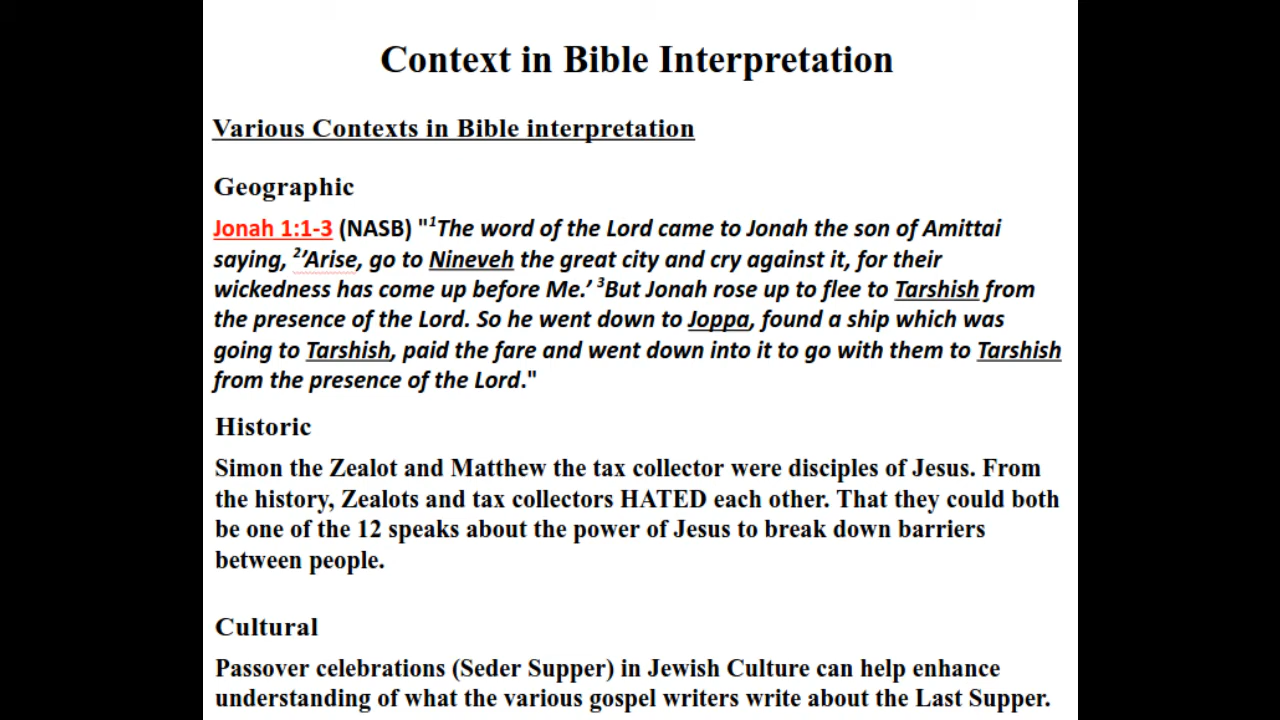 Context in Bible Interpretation
Various Contexts in Bible interpretation
Geographic
Jonah 1:1-3 (NASB) "1The word of the Lord came to Jonah the son of Amittai
saying, 2’Arise, go to Nineveh the great city and cry against it, for their
wickedness has come up before Me.’ 3But Jonah rose up to flee to Tarshish from
the presence of the Lord. So he went down to Joppa, found a ship which was
going to Tarshish, paid the fare and went down into it to go with them to Tarshish
from the presence of the Lord."
Historic
Simon the Zealot and Matthew the tax collector were disciples of Jesus. From
the history, Zealots and tax collectors HATED each other. That they could both
be one of the 12 speaks about the power of Jesus to break down barriers
between people.
Cultural
Passover celebrations (Seder Supper) in Jewish Culture can help enhance
understanding of what the various gospel writers write about the Last Supper.